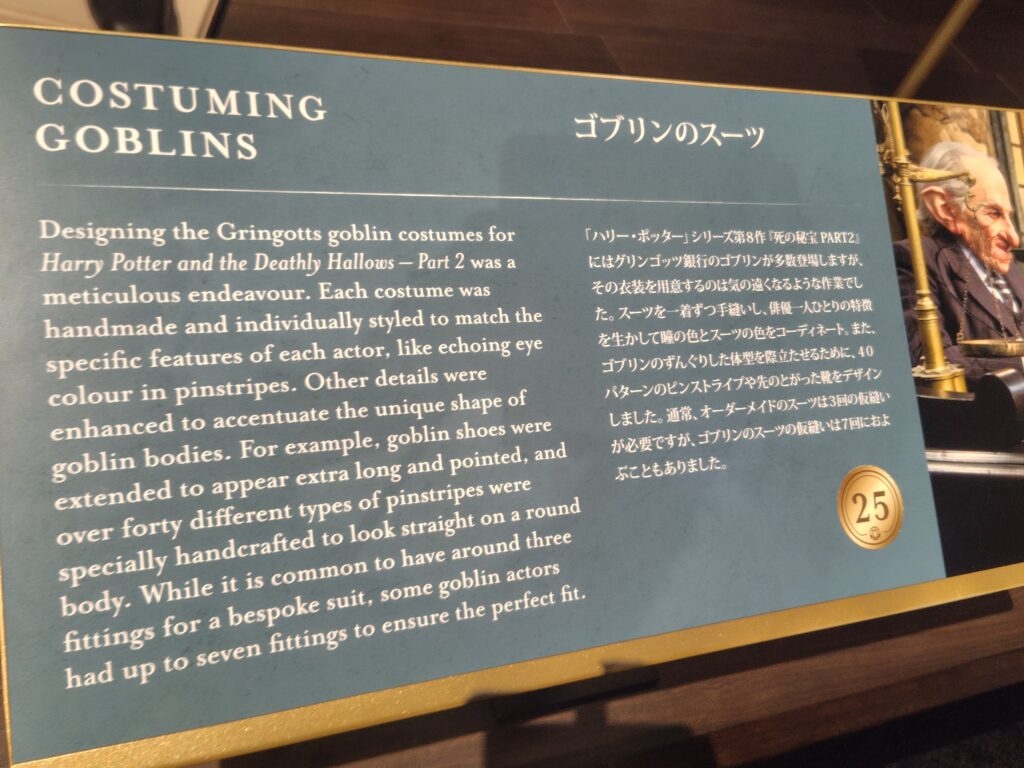 COSTUMING
GOBLINS
Designing the Gringotts goblin costumes for
Harry Potter and the Deathly Hallows – Part 2 was a
meticulous endeavour. Each costume was
handmade and individually styled to match the
specific features of each actor, like echoing eye
colour in pinstripes. Other details were
enhanced to accentuate the unique shape of
goblin bodies. For example, goblin shoes were
extended to appear extra long and pointed, and
over forty different types of pinstripes were
specially handcrafted to look straight on a round
body. While it is common to have around three
fittings for a bespoke suit, some goblin actors
had up to seven fittings to ensure the perfect fit.
ゴブリンのスーツ
「ハリー・ポッター」シリーズ第8作『死の秘宝 PART2』
にはグリンゴッツ銀行のゴブリンが多数登場しますが、
その衣装を用意するのは気の遠くなるような作業でし
た。スーツを一着ずつ手縫いし、俳優一人ひとりの特徴
を生かして瞳の色とスーツの色をコーディネート。また、
ゴブリンのずんぐりした体型を際立たせるために、40
パターンのピンストライプや先のとがった靴をデザイン
しました。通常、オーダーメイドのスーツは3回の仮縫い
が必要ですが、ゴブリンのスーツの仮縫いは7回におよ
ぶこともありました。
25